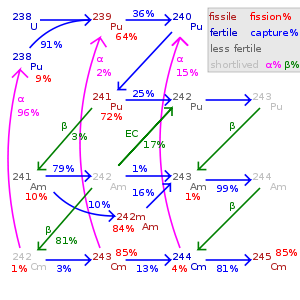 238 239 36% 240
U Pu 64% Pu
91%
238
Pu 9%
fissile fission%
fertile capture%
less fertile
shortlived α% β%
α 96%
α 2%
α 15%
241 25% 242 243
Pu 72% Pu Pu
β 3% EC 17% β
241 79% 242 1% 243 99% 244
Am 10% Am 16% Am 1% Am
10%
242m
84% Am
β 81% β
242 243 85% 244 245 85%
1% Cm 3% Cm 13% 4% Cm 81% Cm